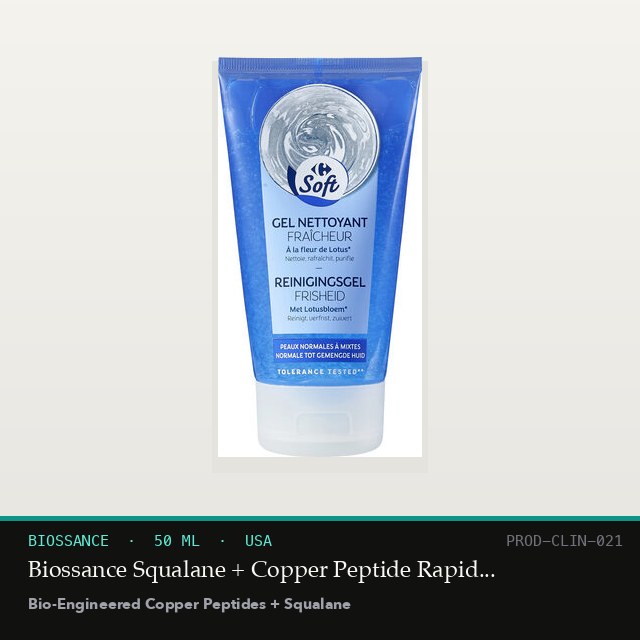 Soft
GEL NETTOYANT
FRAÎCHEUR
À la fleur de Lotus*
Nettoie, rafraîchit, purifie
REINIGINGSGEL
FRISHEID
Met Lotusbloem*
Reinigt, verfrist, zuivert
PEAUX NORMALES À MIXTES
NORMALE TOT GEMENGDE HUID
TOLERANCE TESTED**
BIOSSANCE · 50 ML · USA
PROD-CLIN-021
Biossance Squalane + Copper Peptide Rapid...
Bio-Engineered Copper Peptides + Squalane